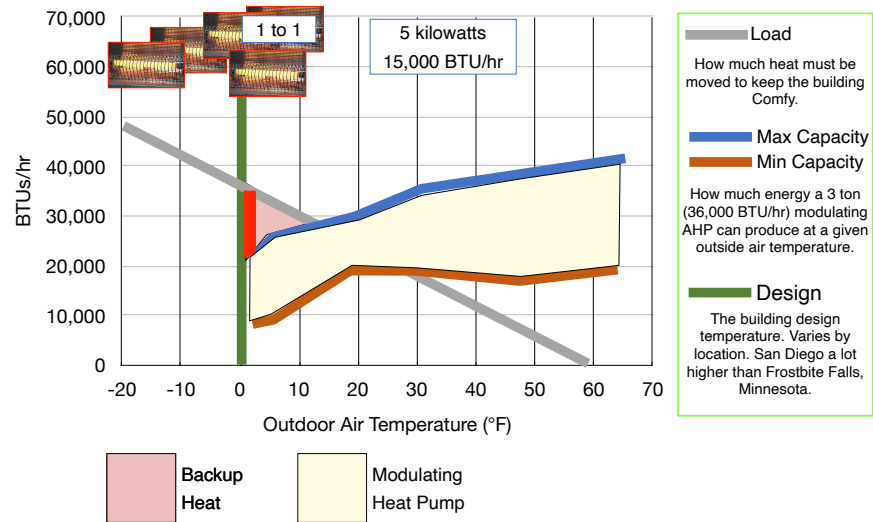 70,000
60,000
50,000
40,000
30,000
20,000
10,000
0
BTUs/hr
1 to 1
5 kilowatts
15,000 BTU/hr
-20
-10
0
10
20
30
40
50
60
70
Outdoor Air Temperature (°F)
Load
How much heat must be
moved to keep the building
Comfy.
Max Capacity
Min Capacity
How much energy a 3 ton
(36,000 BTU/hr) modulating
AHP can produce at a given
outside air temperature.
Design
The building design
temperature. Varies by
location. San Diego a lot
higher than Frostbite Falls,
Minnesota.
Backup
Heat
Modulating
Heat Pump